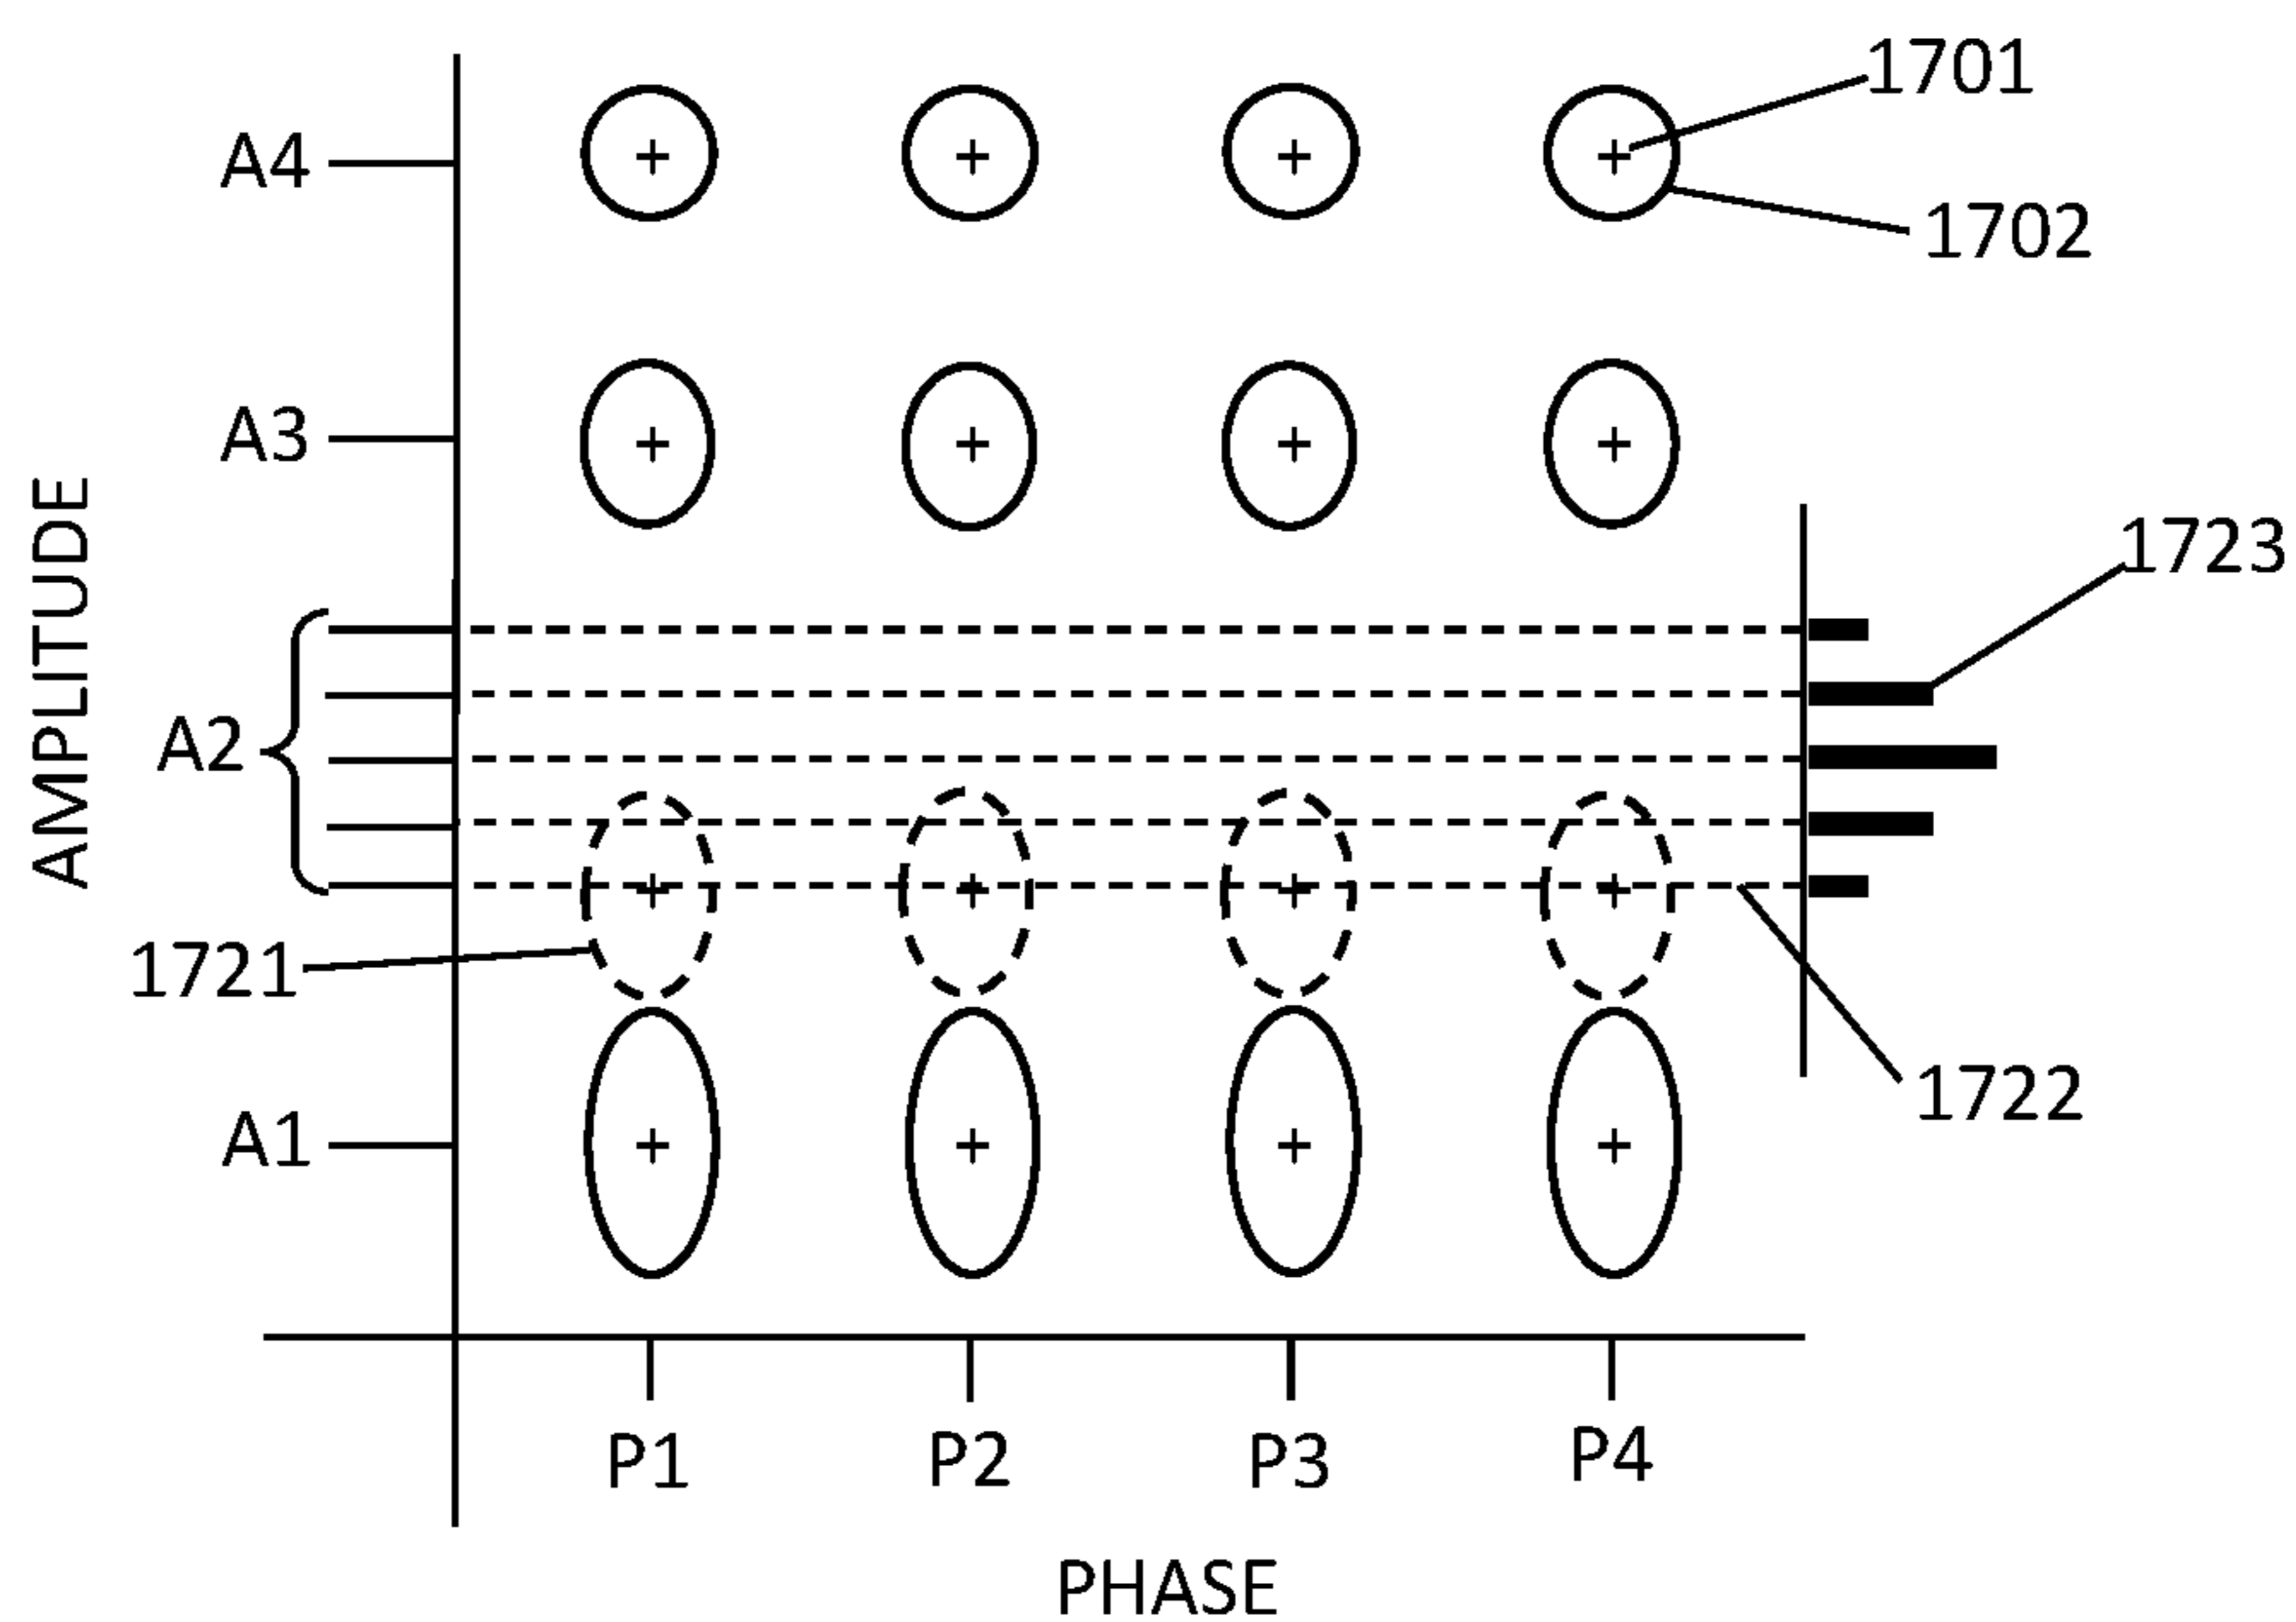 1701
A4
1702
A3
1723
AMPLITUDE
A2
1721
1722
A1
P1 P2 P3 P4
PHASE